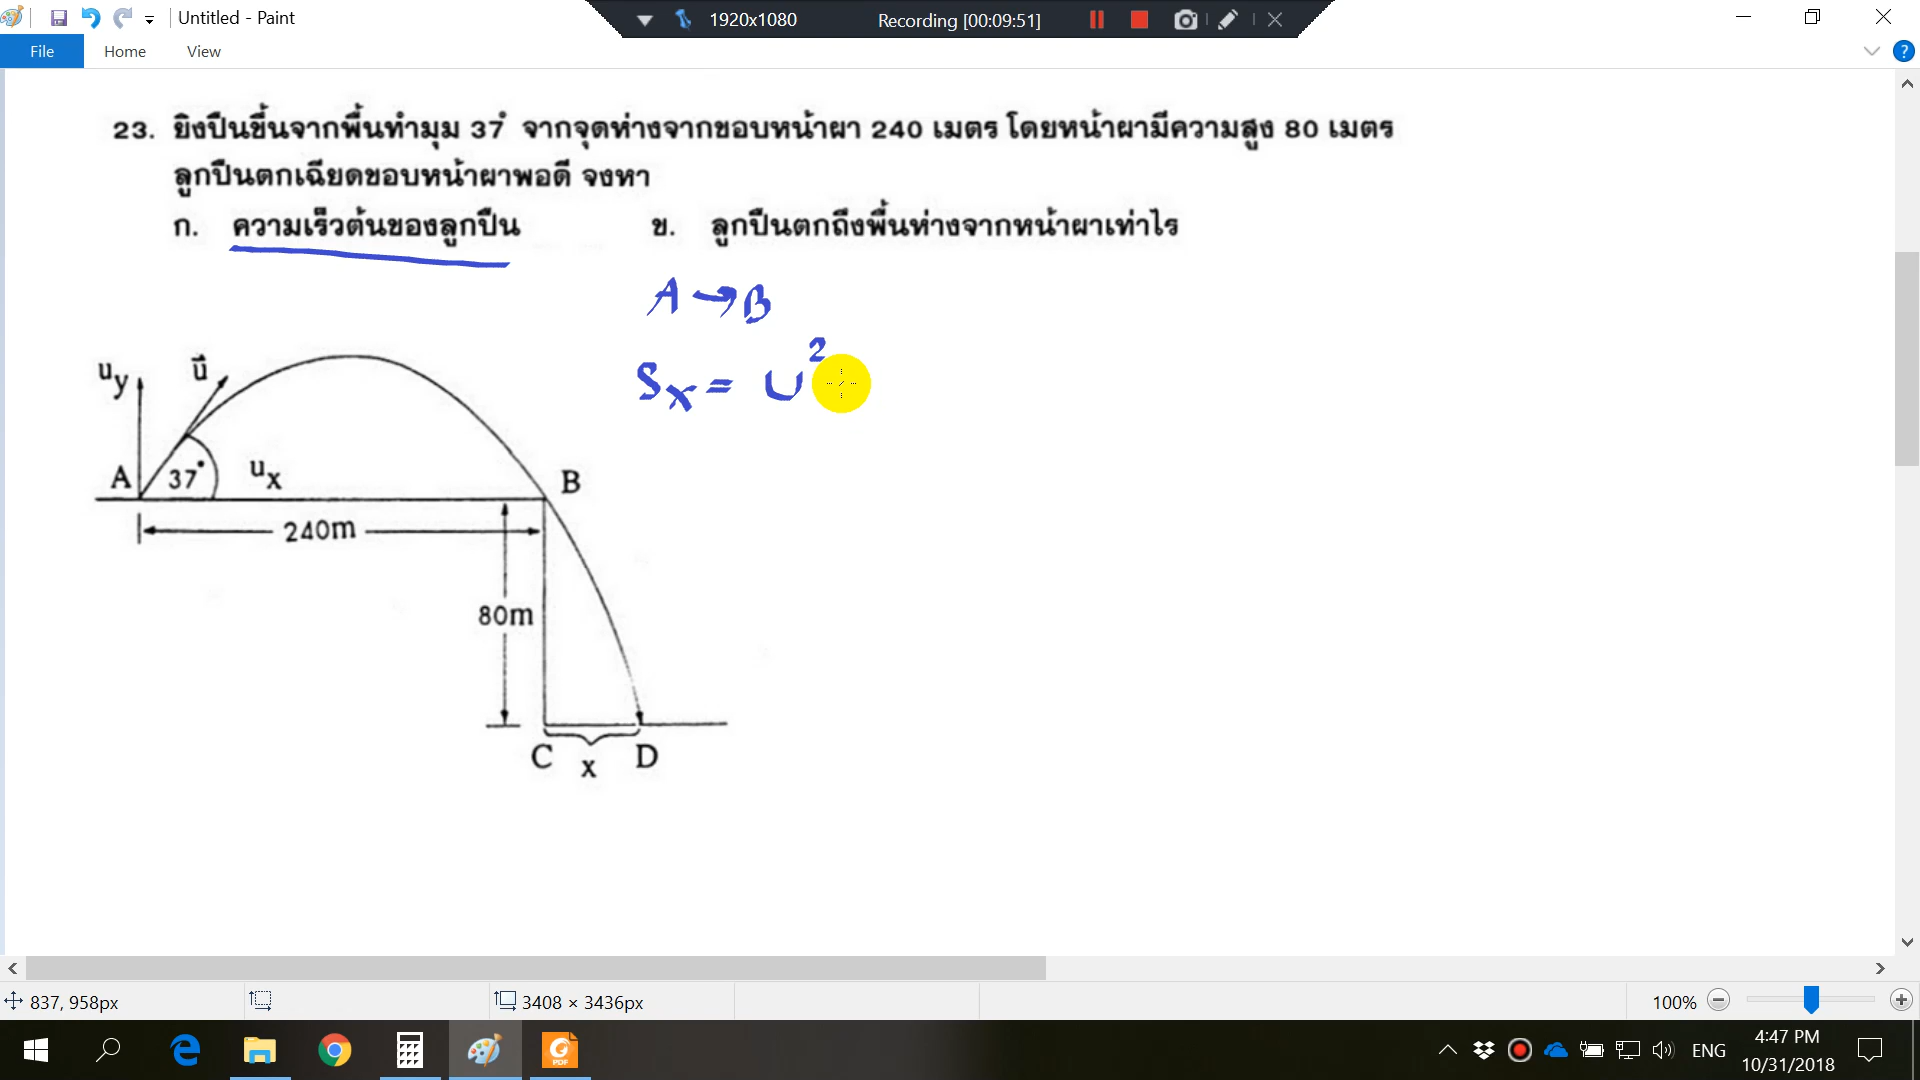 Untitled - Paint
1920x1080
Recording [00:09:51]
File Home View
23. ยิงปืนขึ้นจากพื้นทำมุม 37° จากจุดห่างจากขอบหน้าผา 240 เมตร โดยหน้าผามีความสูง 80 เมตร
ลูกปืนตกเฉียดขอบหน้าผาพอดี จงหา
ก. ความเร็วต้นของลูกปืน ข. ลูกปืนตกถึงพื้นห่างจากหน้าผาเท่าไร
A → B
Sx = U²
uy
u
A
37°
ux
B
240m
80m
C x D
837, 958px
3408 × 3436px
100%
PDF
ENG
4:47 PM
10/31/2018